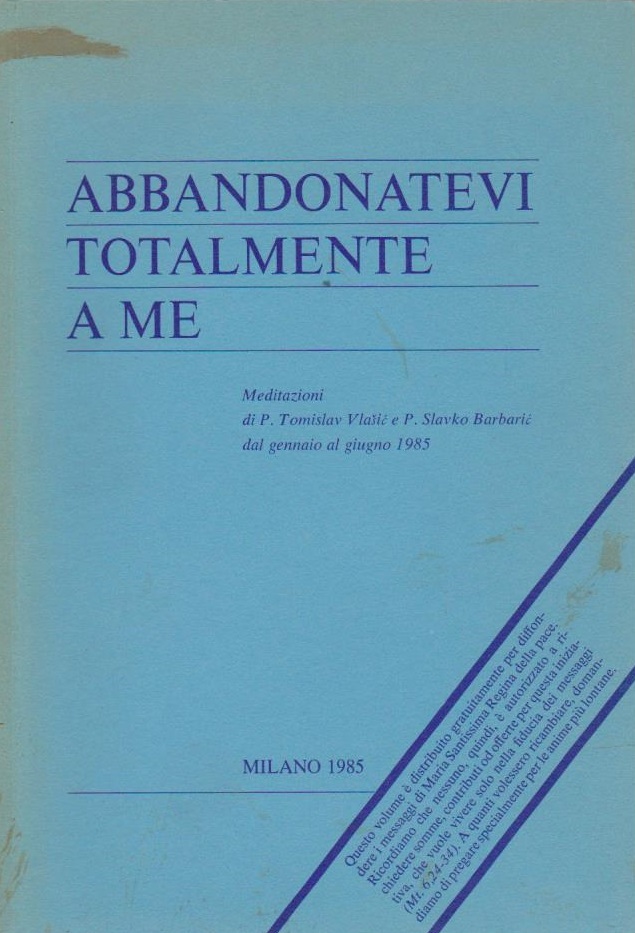 ABBANDONATEVI
TOTALMENTE
A ME
Meditazioni
di P. Tomislav Vlašić e P. Slavko Barbarić
dal gennaio al giugno 1985
MILANO 1985
Questo volume è distribuito gratuitamente per diffon-
dere i messaggi di Maria Santissima Regina della pace.
Ricordiamo che nessuno, quindi, è autorizzato a ri-
chiedere somme, contributi od offerte per questa inizia-
tiva, che vuole vivere solo nella fiducia dei messaggi
(Mt. 6,24-34). A quanti volessero ricambiare, doman-
diamo di pregare specialmente per le anime più lontane.